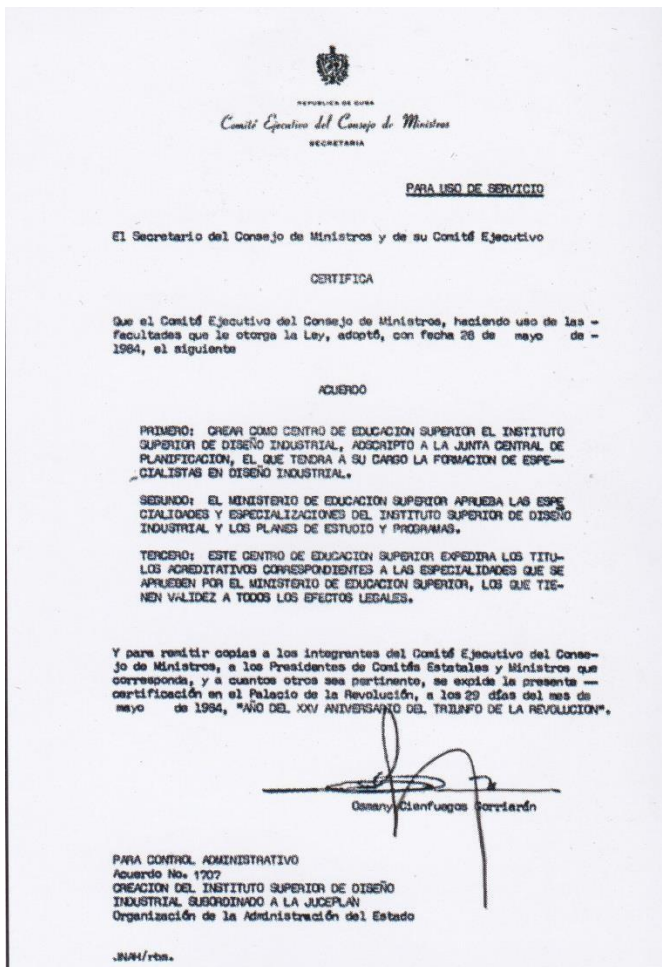 REPUBLICA DE CUBA
Comité Ejecutivo del Consejo de Ministros
SECRETARIA
PARA USO DE SERVICIO
El Secretario del Consejo de Ministros y de su Comité Ejecutivo
CERTIFICA
Que el Comité Ejecutivo del Consejo de Ministros, haciendo uso de las -
facultades que le otorga la Ley, adoptó, con fecha 28 de mayo de -
1984, el siguiente
ACUERDO
PRIMERO: CREAR COMO CENTRO DE EDUCACION SUPERIOR EL INSTITUTO
SUPERIOR DE DISEÑO INDUSTRIAL, ADSCRIPTO A LA JUNTA CENTRAL DE
PLANIFICACION, EL QUE TENDRA A SU CARGO LA FORMACION DE ESPE-
CIALISTAS EN DISEÑO INDUSTRIAL.
SEGUNDO: EL MINISTERIO DE EDUCACION SUPERIOR APRUEBA LAS ESPE
CIALIDADES Y ESPECIALIZACIONES DEL INSTITUTO SUPERIOR DE DISEÑO
INDUSTRIAL Y LOS PLANES DE ESTUDIO Y PROGRAMAS.
TERCERO: ESTE CENTRO DE EDUCACION SUPERIOR EXPEDIRA LOS TITU-
LOS ACREDITATIVOS CORRESPONDIENTES A LAS ESPECIALIDADES QUE SE
APRUEBEN POR EL MINISTERIO DE EDUCACION SUPERIOR, LOS QUE TIE-
NEN VALIDEZ A TODOS LOS EFECTOS LEGALES.
Y para remitir copias a los integrantes del Comité Ejecutivo del Conse-
jo de Ministros, a los Presidentes de Comités Estatales y Ministros que
corresponda, y a cuantos otros sea pertinente, se expide la presente —
certificación en el Palacio de la Revolución, a los 29 días del mes de
mayo de 1984, "AÑO DEL XXV ANIVERSARIO DEL TRIUNFO DE LA REVOLUCION".
Osmany Cienfuegos Gorriarán
PARA CONTROL ADMINISTRATIVO
Acuerdo No. 1707
CREACION DEL INSTITUTO SUPERIOR DE DISEÑO
INDUSTRIAL SUBORDINADO A LA JUCEPLAN
Organización de la Administración del Estado
JNAH/rbm.